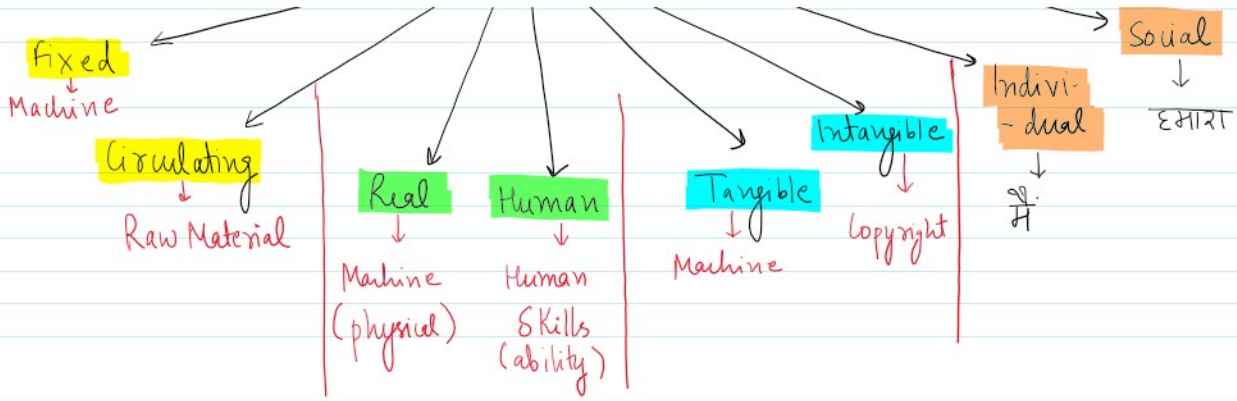 Fixed
Machine
Circulating
Raw Material
Real
Machine
(physical)
Human
Human
Skills
(ability)
Tangible
Machine
Intangible
Copyright
Indivi-
- dual
मैं
Social
हमारा